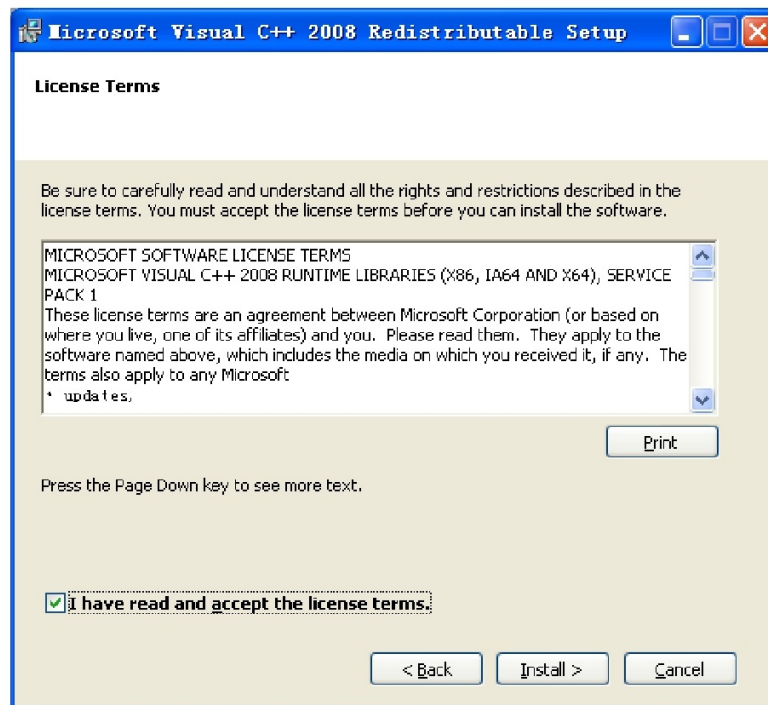 Microsoft Visual C++ 2008 Redistributable Setup
License Terms
Be sure to carefully read and understand all the rights and restrictions described in the
license terms. You must accept the license terms before you can install the software.
MICROSOFT SOFTWARE LICENSE TERMS
MICROSOFT VISUAL C++ 2008 RUNTIME LIBRARIES (X86, IA64 AND X64), SERVICE
PACK 1
These license terms are an agreement between Microsoft Corporation (or based on
where you live, one of its affiliates) and you.  Please read them.  They apply to the
software named above, which includes the media on which you received it, if any.  The
terms also apply to any Microsoft
• updates,
Print
Press the Page Down key to see more text.
I have read and accept the license terms.
< Back Install > Cancel